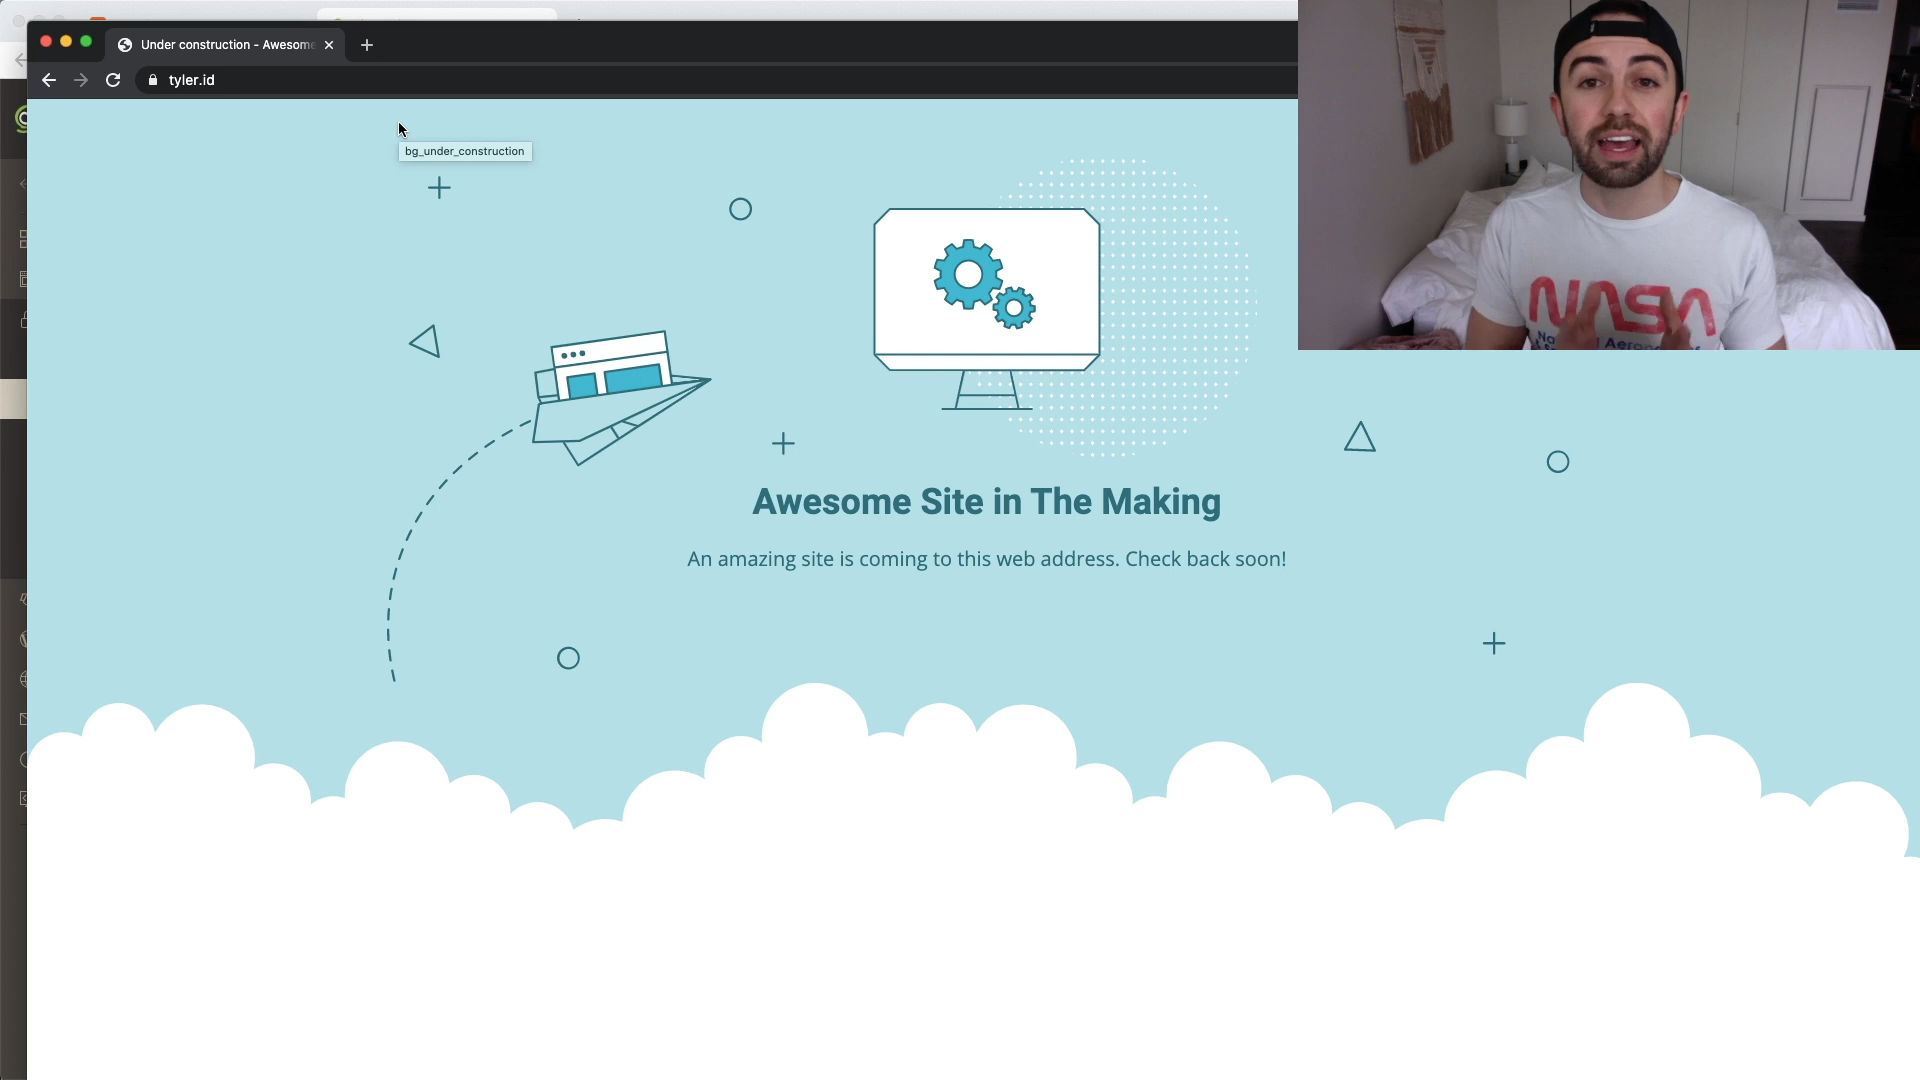 Under construction - Awesome
tyler.id
bg_under_construction
Awesome Site in The Making
An amazing site is coming to this web address. Check back soon!
NASA